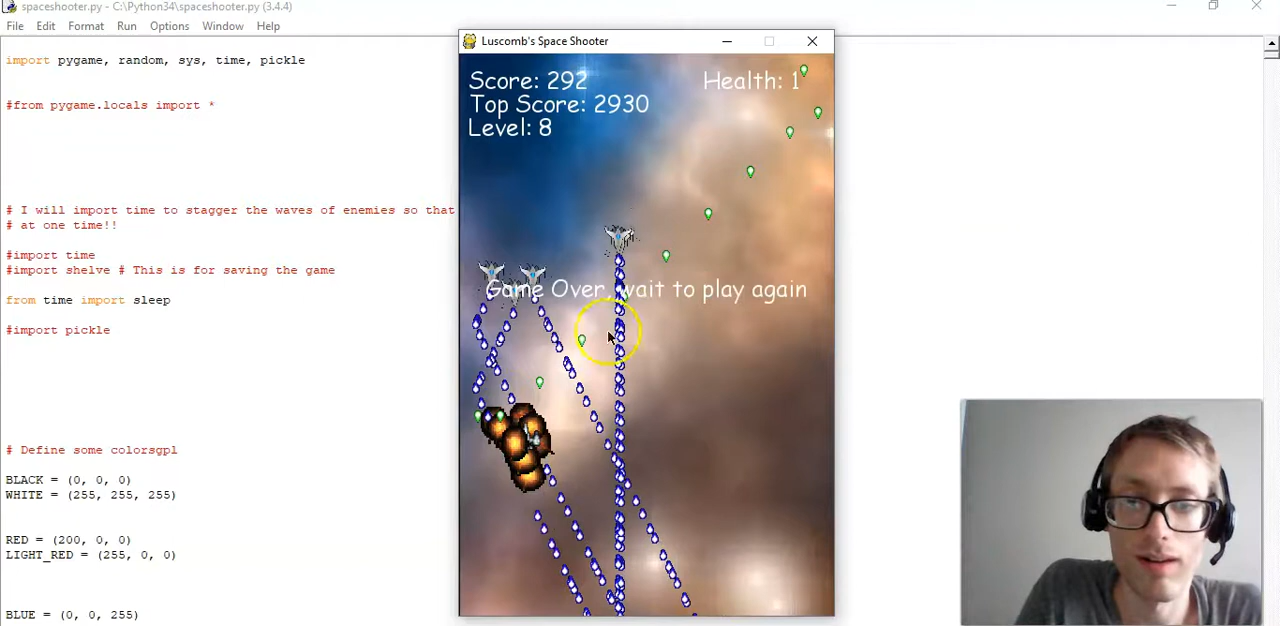 spaceshooter.py - C:\Python34\spaceshooter.py (3.4.4)
File Edit Format Run Options Window Help
import pygame, random, sys, time, pickle
#from pygame.locals import *
# I will import time to stagger the waves of enemies so that
# at one time!!
#import time
#import shelve # This is for saving the game
from time import sleep
#import pickle
# Define some colorsgpl
BLACK = (0, 0, 0)
WHITE = (255, 255, 255)
RED = (200, 0, 0)
LIGHT_RED = (255, 0, 0)
BLUE = (0, 0, 255)
Luscomb's Space Shooter
Score: 292 Health: 1
Top Score: 2930
Level: 8
Game Over, wait to play again